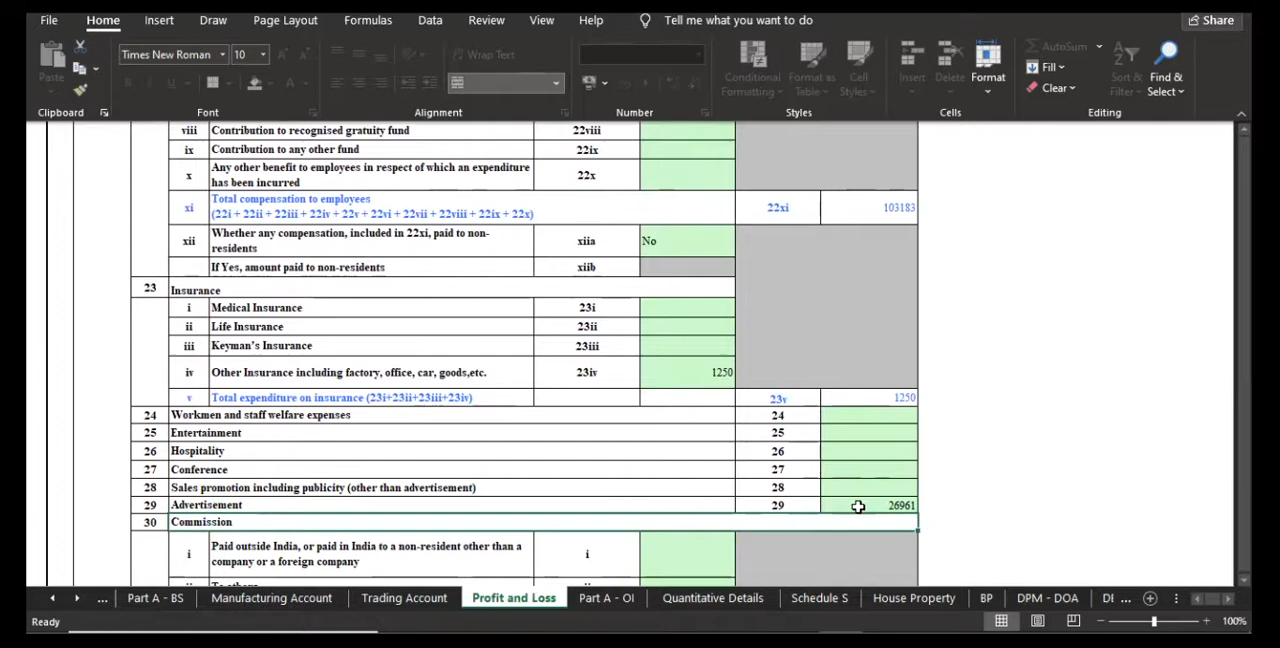 File Home Insert Draw Page Layout Formulas Data Review View Help Tell me what you want to do Share
Paste Times New Roman 10 Wrap Text Conditional Formatting Format as Table Cell Styles Insert Delete Format AutoSum Fill Clear Sort & Filter Find & Select
Clipboard Font Alignment Number Styles Cells Editing
viii Contribution to recognised gratuity fund 22viii
ix Contribution to any other fund 22ix
x Any other benefit to employees in respect of which an expenditure 22x
has been incurred
xi Total compensation to employees 22xi 103183
(22i + 22ii + 22iii + 22iv + 22v + 22vi + 22vii + 22viii + 22ix + 22x)
xii Whether any compensation, included in 22xi, paid to non- xiia No
residents
If Yes, amount paid to non-residents xiib
23 Insurance
i Medical Insurance 23i
ii Life Insurance 23ii
iii Keyman's Insurance 23iii
iv Other Insurance including factory, office, car, goods,etc. 23iv 1250
v Total expenditure on insurance (23i+23ii+23iii+23iv) 23v 1250
24 Workmen and staff welfare expenses 24
25 Entertainment 25
26 Hospitality 26
27 Conference 27
28 Sales promotion including publicity (other than advertisement) 28
29 Advertisement 29 26961
30 Commission
i Paid outside India, or paid in India to a non-resident other than a i
company or a foreign company
... Part A - BS Manufacturing Account Trading Account Profit and Loss Part A - OI Quantitative Details Schedule S House Property BP DPM - DOA DI ...
Ready 100%